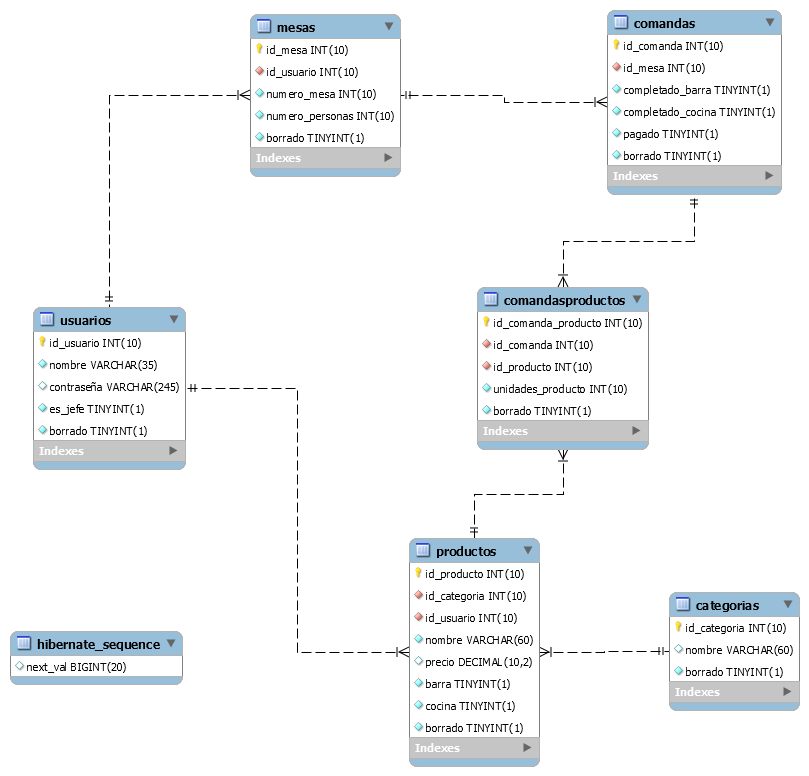 mesas
id_mesa INT(10)
id_usuario INT(10)
numero_mesa INT(10)
numero_personas INT(10)
borrado TINYINT(1)
Indexes
comandas
id_comanda INT(10)
id_mesa INT(10)
completado_barra TINYINT(1)
completado_cocina TINYINT(1)
pagado TINYINT(1)
borrado TINYINT(1)
Indexes
usuarios
id_usuario INT(10)
nombre VARCHAR(35)
contraseña VARCHAR(245)
es_jefe TINYINT(1)
borrado TINYINT(1)
Indexes
comandasproductos
id_comanda_producto INT(10)
id_comanda INT(10)
id_producto INT(10)
unidades_producto INT(10)
borrado TINYINT(1)
Indexes
productos
id_producto INT(10)
id_categoria INT(10)
id_usuario INT(10)
nombre VARCHAR(60)
precio DECIMAL(10,2)
barra TINYINT(1)
cocina TINYINT(1)
borrado TINYINT(1)
Indexes
categorias
id_categoria INT(10)
nombre VARCHAR(60)
borrado TINYINT(1)
Indexes
hibernate_sequence
next_val BIGINT(20)